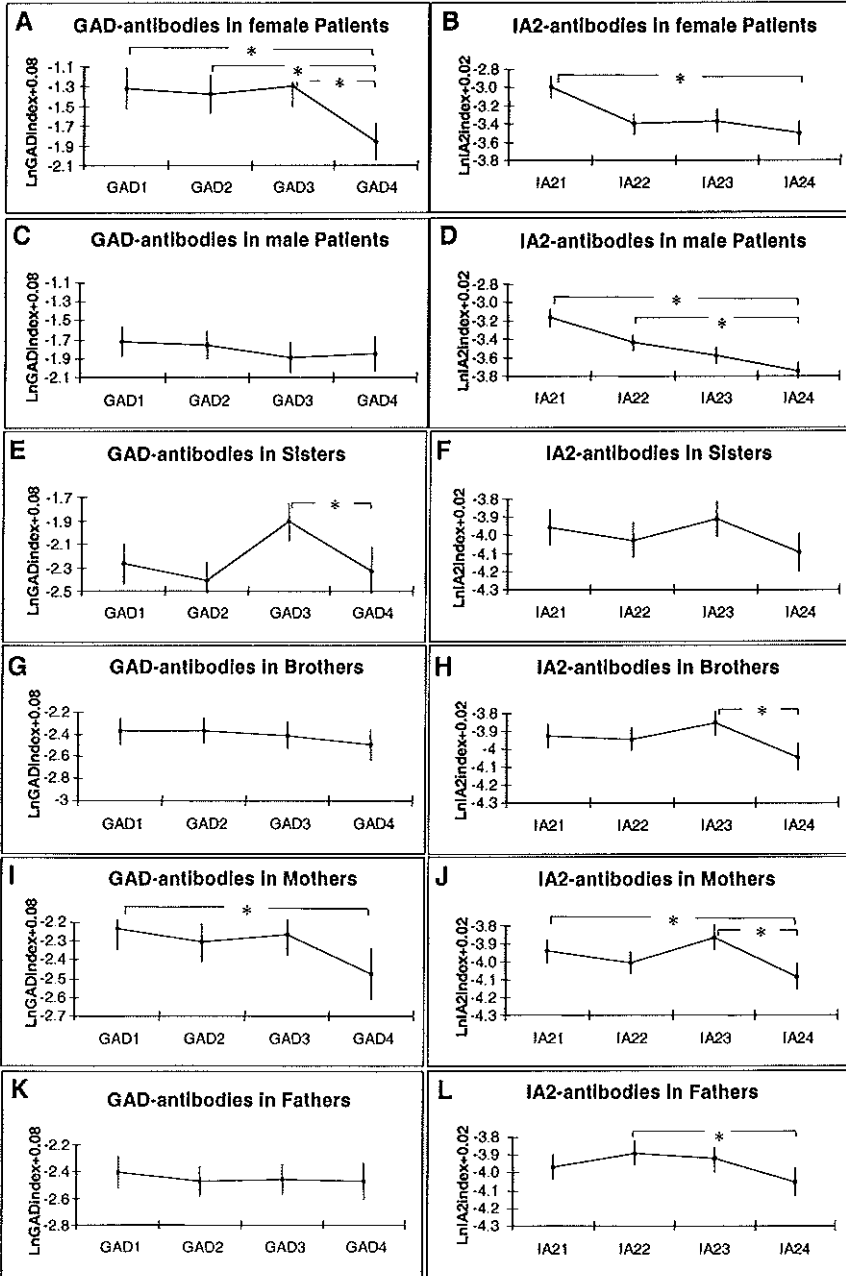 A GAD-antibodies in female Patients
* * *
LnGADindex+0.08
-1.1
-1.3
-1.5
-1.7
-1.9
-2.1
GAD1 GAD2 GAD3 GAD4
B IA2-antibodies in female Patients
*
LnIA2index+0.02
-2.8
-3.0
-3.2
-3.4
-3.6
-3.8
IA21 IA22 IA23 IA24
C GAD-antibodies in male Patients
LnGADindex+0.08
-1.1
-1.3
-1.5
-1.7
-1.9
-2.1
GAD1 GAD2 GAD3 GAD4
D IA2-antibodies in male Patients
* *
LnIA2index+0.02
-2.8
-3.0
-3.2
-3.4
-3.6
-3.8
IA21 IA22 IA23 IA24
E GAD-antibodies in Sisters
*
LnGADindex+0.08
-1.7
-1.9
-2.1
-2.3
-2.5
GAD1 GAD2 GAD3 GAD4
F IA2-antibodies in Sisters
LnIA2index+0.02
-3.8
-3.9
-4.0
-4.1
-4.2
-4.3
IA21 IA22 IA23 IA24
G GAD-antibodies in Brothers
LnGADindex+0.08
-2.2
-2.4
-2.6
-2.8
-3
GAD1 GAD2 GAD3 GAD4
H IA2-antibodies in Brothers
*
LnIA2index+0.02
-3.8
-3.9
-4
-4.1
-4.2
-4.3
IA21 IA22 IA23 IA24
I GAD-antibodies in Mothers
*
LnGADindex+0.08
-2.2
-2.3
-2.4
-2.5
-2.6
-2.7
GAD1 GAD2 GAD3 GAD4
J IA2-antibodies in Mothers
* *
LnIA2index+0.02
-3.8
-3.9
-4.0
-4.1
-4.2
-4.3
IA21 IA22 IA23 IA24
K GAD-antibodies in Fathers
LnGADindex+0.08
-2.2
-2.4
-2.6
-2.8
GAD1 GAD2 GAD3 GAD4
L IA2-antibodies in Fathers
*
LnIA2index+0.02
-3.8
-3.9
-4.0
-4.1
-4.2
-4.3
IA21 IA22 IA23 IA24